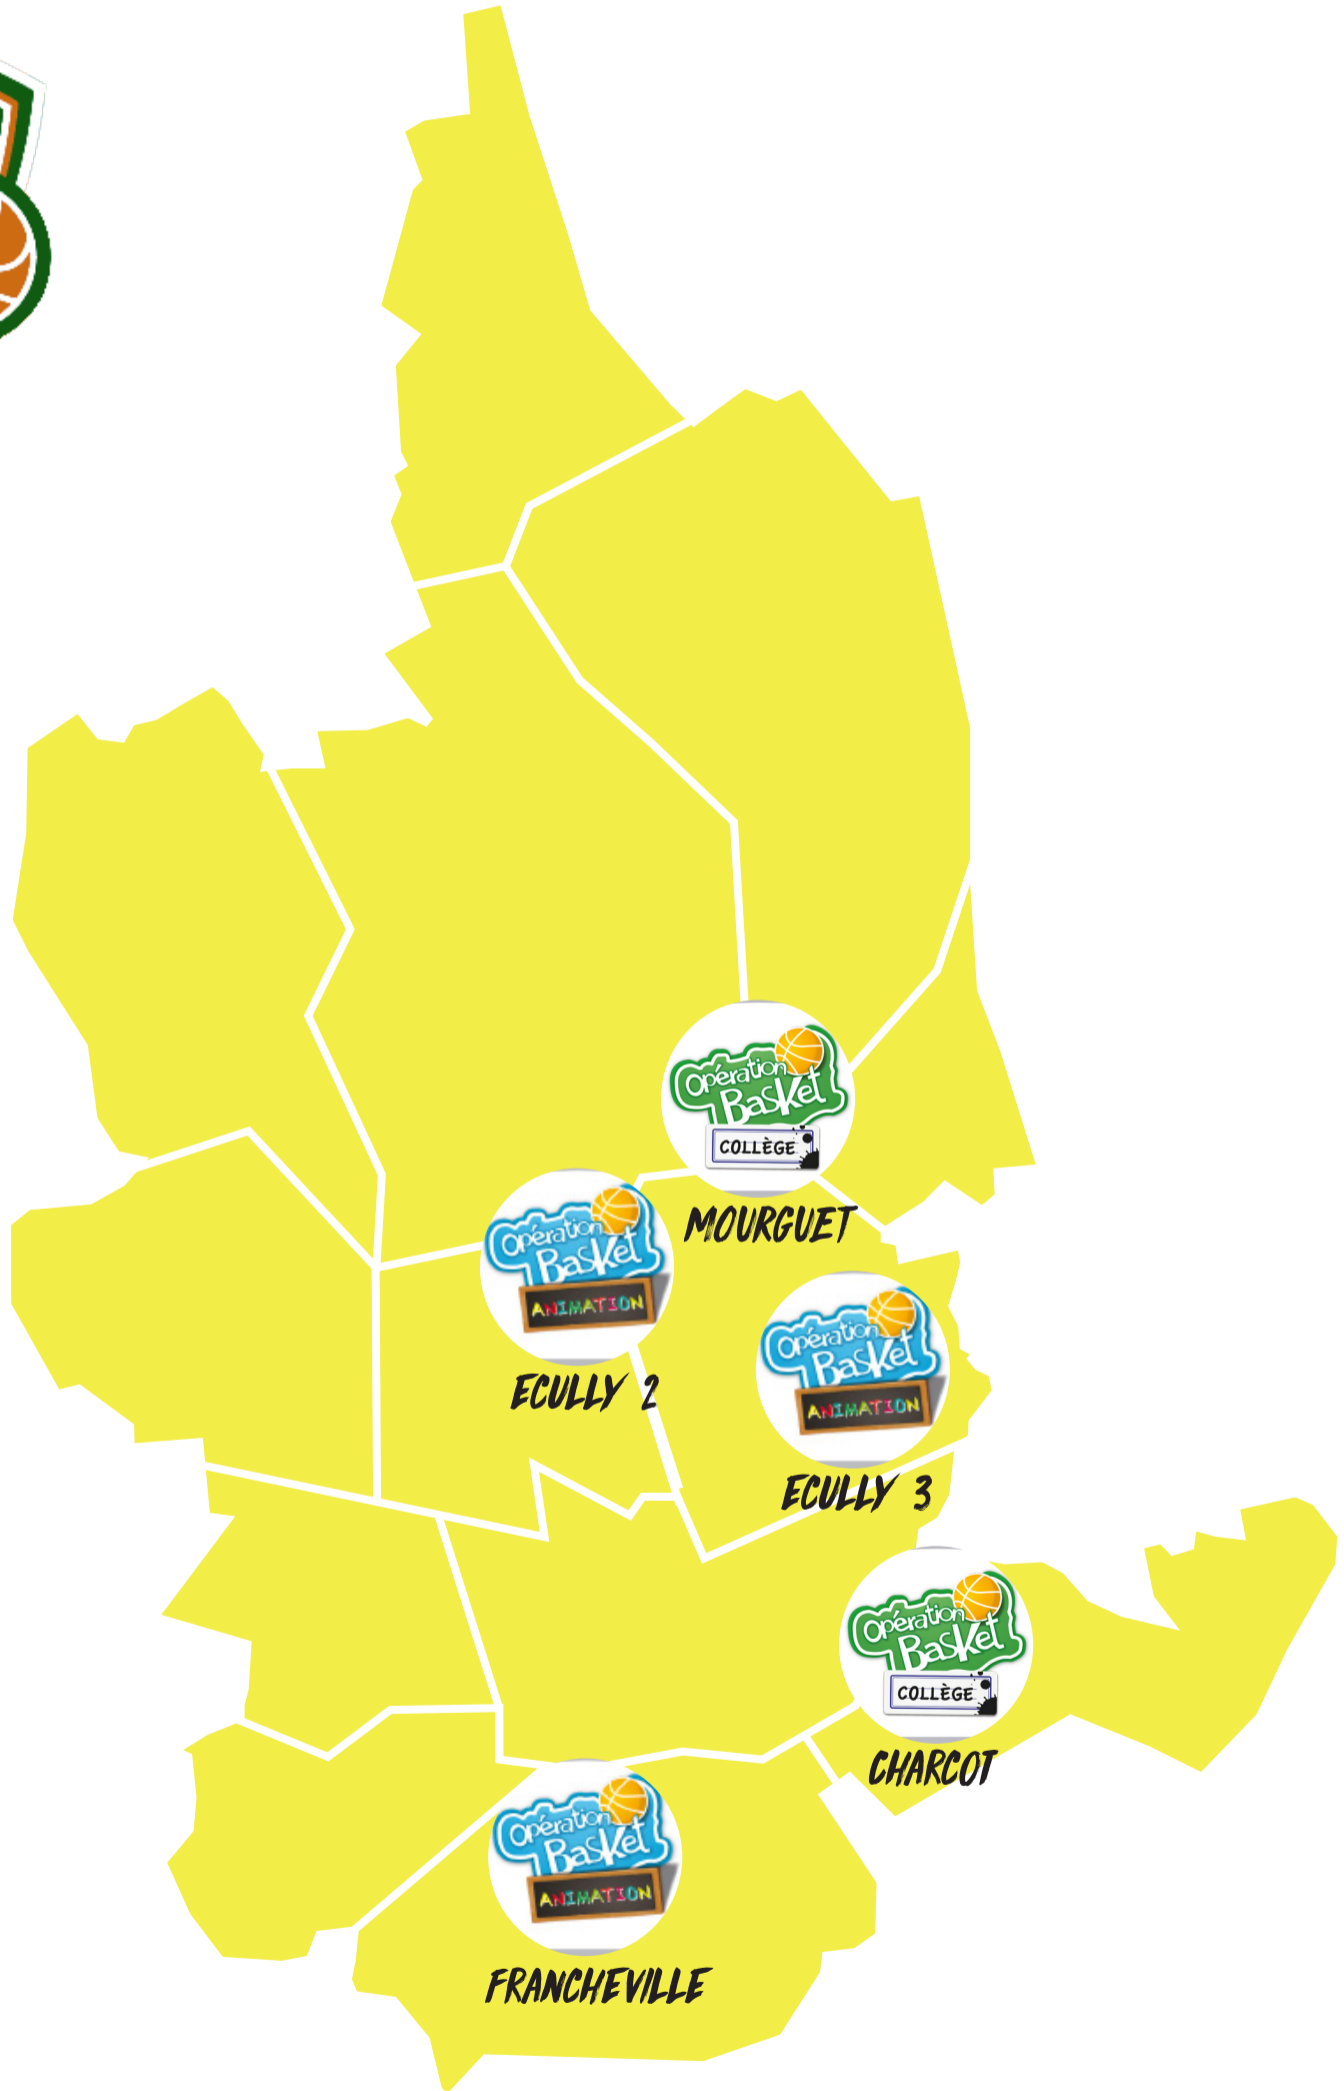 Opération
Basket
COLLÈGE
MOURGUET
Opération
Basket
ANIMATION
ECULLY 2
Opération
Basket
ANIMATION
ECULLY 3
Opération
Basket
COLLÈGE
CHARCOT
Opération
Basket
ANIMATION
FRANCHEVILLE